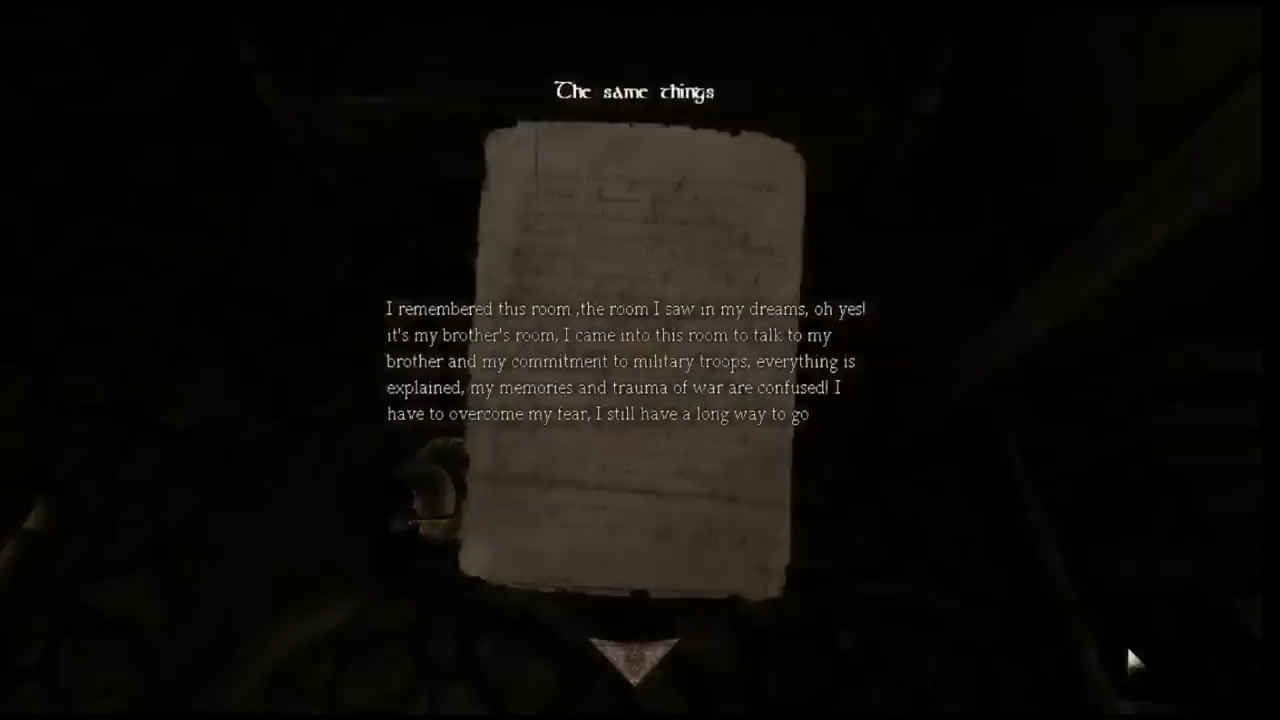 The same things
I remembered this room ,the room I saw in my dreams, oh yes!
it's my brother's room, I came into this room to talk to my
brother and my commitment to military troops, everything is
explained, my memories and trauma of war are confused! I
have to overcome my fear, I still have a long way to go